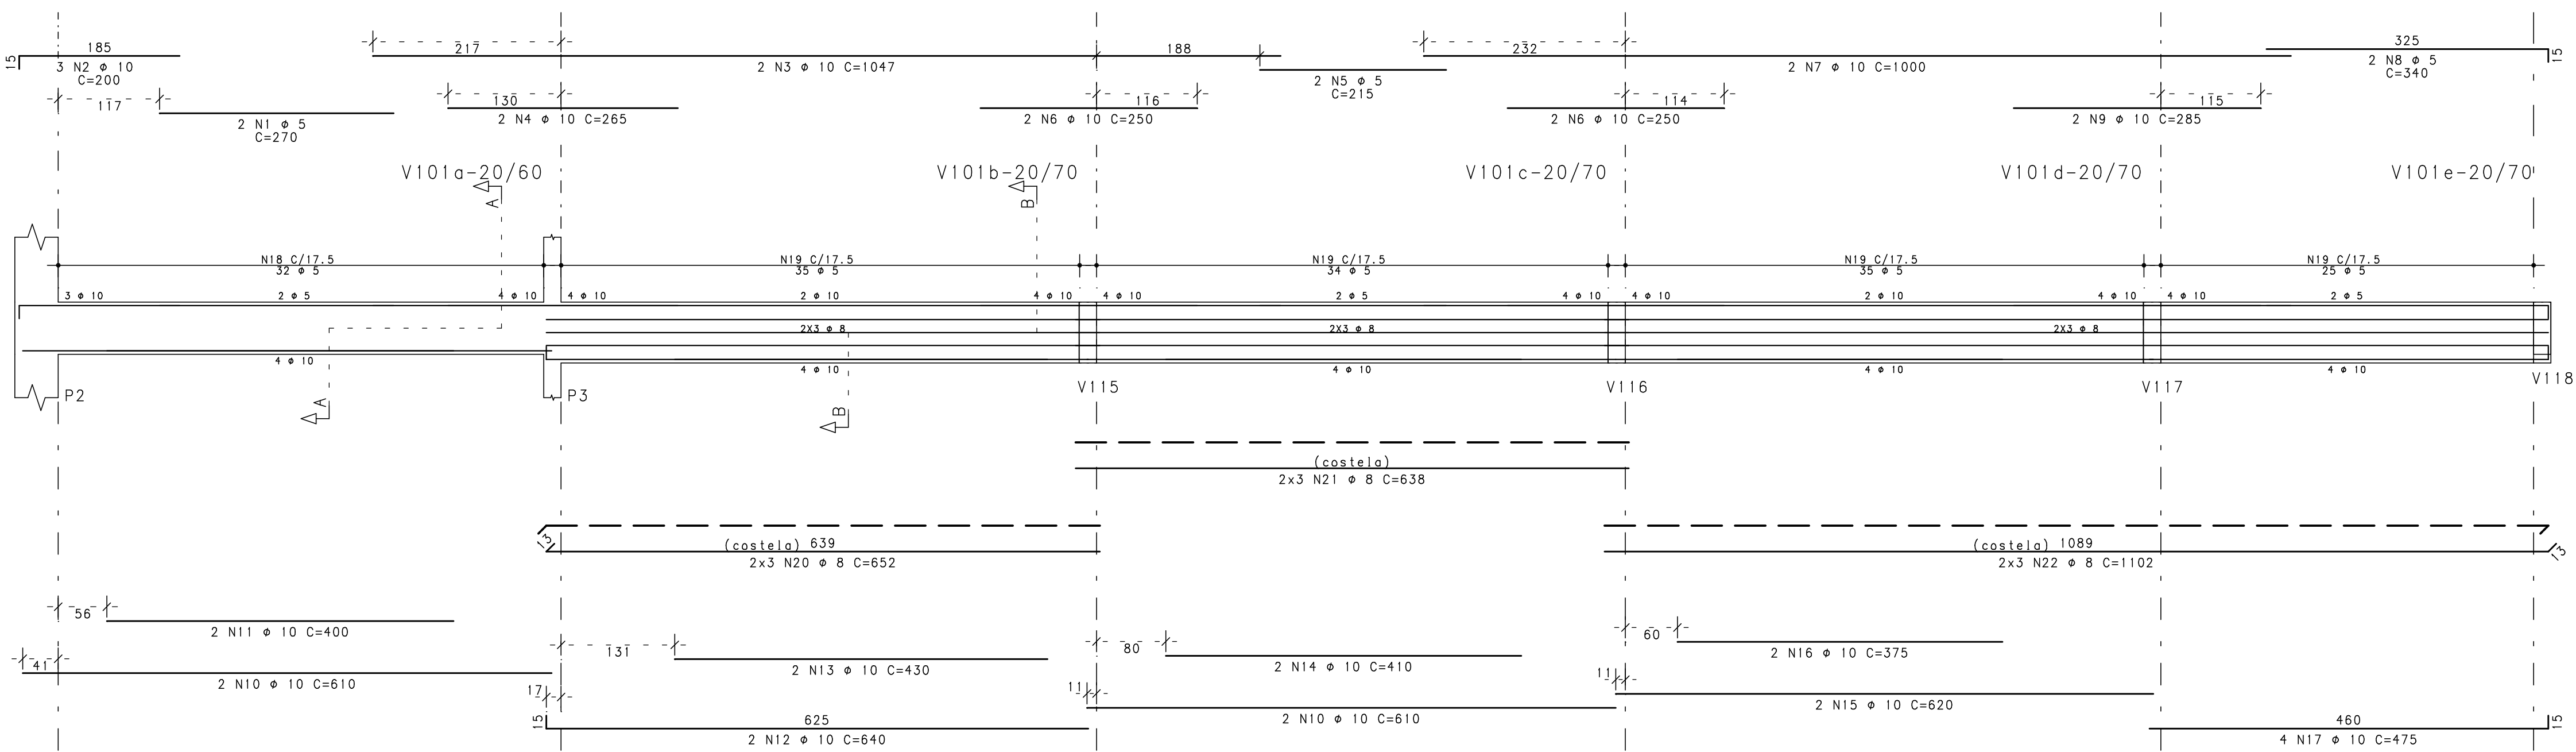 185
15
3 N2 φ 10
C=200
117
2 N1 φ 5
C=270
217
130
2 N4 φ 10 C=265
2 N3 φ 10 C=1047
188
2 N5 φ 5
C=215
116
2 N6 φ 10 C=250
232
2 N7 φ 10 C=1000
114
2 N6 φ 10 C=250
115
2 N9 φ 10 C=285
325
15
2 N8 φ 5
C=340
V101a-20/60
V101b-20/70
V101c-20/70
V101d-20/70
V101e-20/70
A
B
N18 C/17.5
32 φ 5
N19 C/17.5
35 φ 5
N19 C/17.5
34 φ 5
N19 C/17.5
35 φ 5
N19 C/17.5
25 φ 5
3 φ 10
2 φ 5
4 φ 10
4 φ 10
2 φ 10
4 φ 10
4 φ 10
2 φ 5
4 φ 10
4 φ 10
2 φ 10
4 φ 10
4 φ 10
2 φ 5
2X3 φ 8
2X3 φ 8
2X3 φ 8
4 φ 10
4 φ 10
4 φ 10
4 φ 10
4 φ 10
P2
A
P3
B
V115
V116
V117
V118
(costela)
2x3 N21 φ 8 C=638
13
(costela) 639
2x3 N20 φ 8 C=652
(costela) 1089
13
2x3 N22 φ 8 C=1102
56
2 N11 φ 10 C=400
131
2 N13 φ 10 C=430
80
2 N14 φ 10 C=410
60
2 N16 φ 10 C=375
41
2 N10 φ 10 C=610
17
15
625
2 N12 φ 10 C=640
11
2 N10 φ 10 C=610
11
2 N15 φ 10 C=620
460
15
4 N17 φ 10 C=475